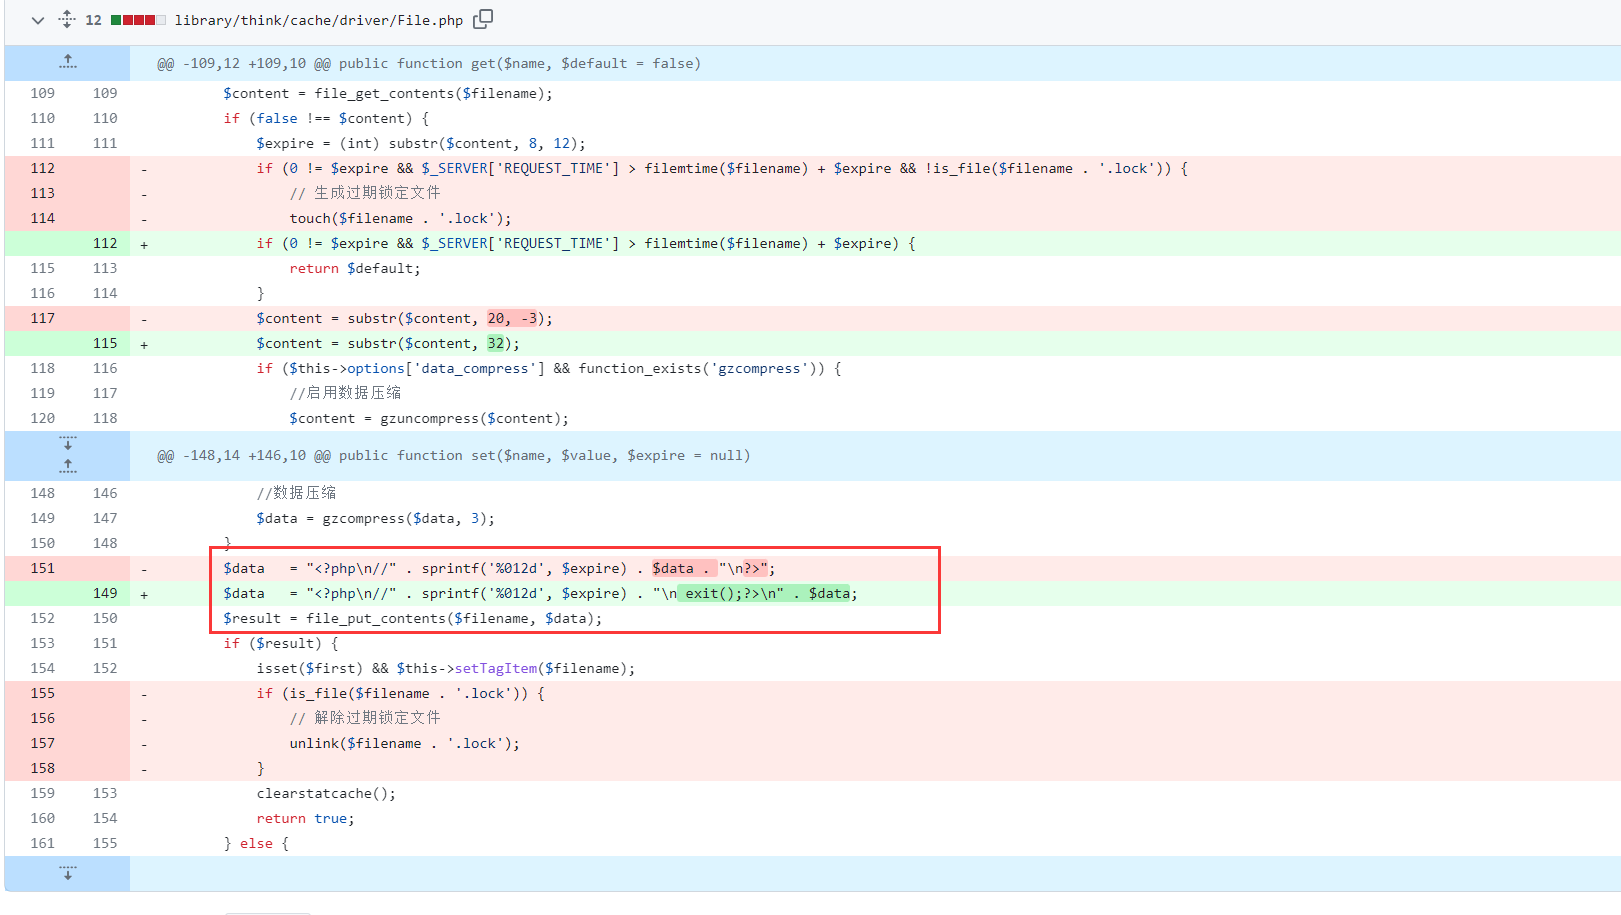 12 library/think/cache/driver/File.php
@@ -109,12 +109,10 @@ public function get($name, $default = false)
109 109 $content = file_get_contents($filename);
110 110 if (false !== $content) {
111 111 $expire = (int) substr($content, 8, 12);
112 - if (0 != $expire && $_SERVER['REQUEST_TIME'] > filemtime($filename) + $expire && !is_file($filename . '.lock')) {
113 - // 生成过期锁定文件
114 - touch($filename . '.lock');
112 + if (0 != $expire && $_SERVER['REQUEST_TIME'] > filemtime($filename) + $expire) {
115 113 return $default;
116 114 }
117 - $content = substr($content, 20, -3);
115 + $content = substr($content, 32);
118 116 if ($this->options['data_compress'] && function_exists('gzcompress')) {
119 117 //启用数据压缩
120 118 $content = gzuncompress($content);
@@ -148,14 +146,10 @@ public function set($name, $value, $expire = null)
148 146 //数据压缩
149 147 $data = gzcompress($data, 3);
150 148 }
151 - $data = "<?php\n//" . sprintf('%012d', $expire) . $data . "\n?>";
149 + $data = "<?php\n//" . sprintf('%012d', $expire) . "\n exit();?>\n" . $data;
152 150 $result = file_put_contents($filename, $data);
153 151 if ($result) {
154 152 isset($first) && $this->setTagItem($filename);
155 - if (is_file($filename . '.lock')) {
156 - // 解除过期锁定文件
157 - unlink($filename . '.lock');
158 - }
159 153 clearstatcache();
160 154 return true;
161 155 } else {